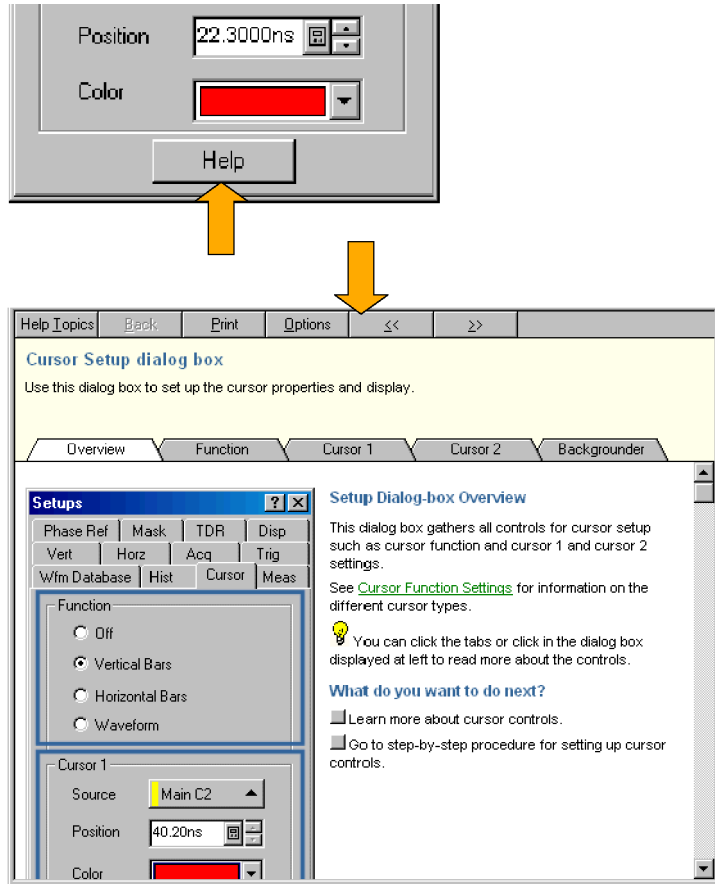 Position 22.3000ns
Color
Help
Help Topics Back Print Options << >>
Cursor Setup dialog box
Use this dialog box to set up the cursor properties and display.
Overview Function Cursor 1 Cursor 2 Backgrounder
Setups ? X
Phase Ref Mask TDR Disp
Vert Horz Acq Trig
Wfm Database Hist Cursor Meas
Function
Off
Vertical Bars
Horizontal Bars
Waveform
Cursor 1
Source Main C2
Position 40.20ns
Color
Setup Dialog-box Overview
This dialog box gathers all controls for cursor setup
such as cursor function and cursor 1 and cursor 2
settings.
See Cursor Function Settings for information on the
different cursor types.
You can click the tabs or click in the dialog box
displayed at left to read more about the controls.
What do you want to do next?
Learn more about cursor controls.
Go to step-by-step procedure for setting up cursor
controls.